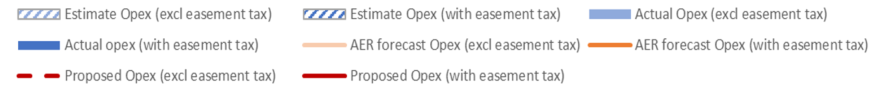 Estimate Opex (excl easement tax) Estimate Opex (with easement tax) Actual Opex (excl easement tax)
Actual opex (with easement tax) AER forecast Opex (excl easement tax) AER forecast Opex (with easement tax)
Proposed Opex (excl easement tax) Proposed Opex (with easement tax)